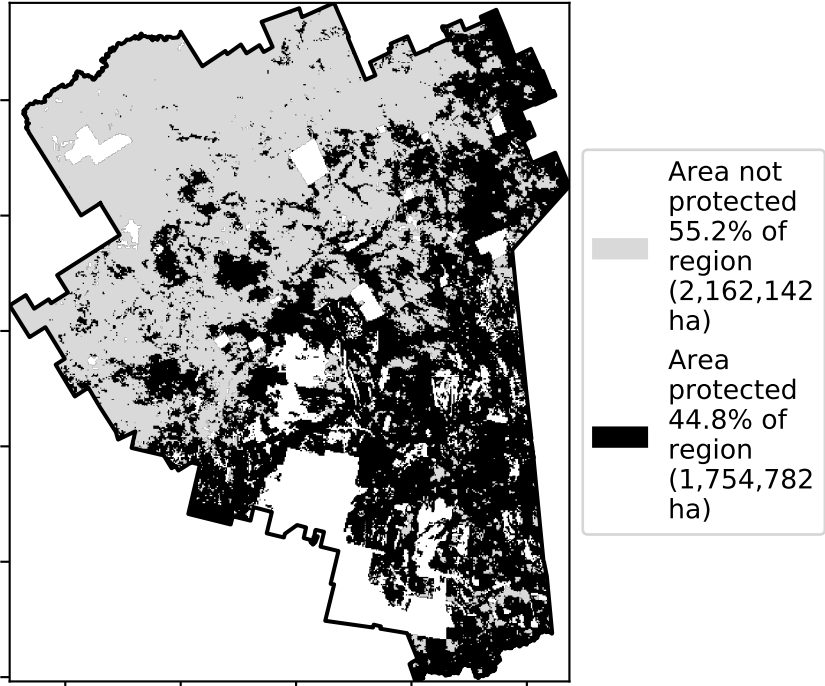 Area not
protected
55.2% of
region
(2,162,142
ha)
Area
protected
44.8% of
region
(1,754,782
ha)